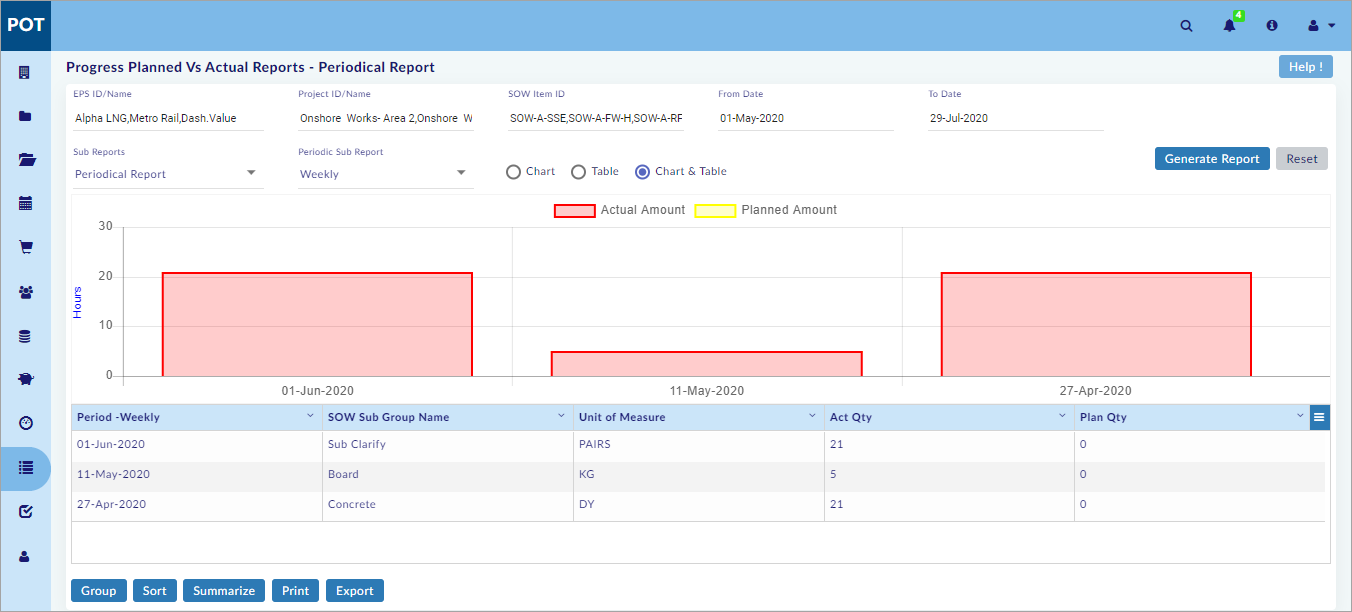 POT
4
Progress Planned Vs Actual Reports - Periodical Report
Help !
EPS ID/Name Project ID/Name SOW Item ID From Date To Date
Alpha LNG,Metro Rail,Dash.Value Onshore Works- Area 2,Onshore W SOW-A-SSE,SOW-A-FW-H,SOW-A-RF 01-May-2020 29-Jul-2020
Sub Reports Periodic Sub Report
Periodical Report Weekly Chart Table Chart & Table Generate Report Reset
Actual Amount Planned Amount
30
20
10
0
Hours
01-Jun-2020 11-May-2020 27-Apr-2020
Period -Weekly SOW Sub Group Name Unit of Measure Act Qty Plan Qty
01-Jun-2020 Sub Clarify PAIRS 21 0
11-May-2020 Board KG 5 0
27-Apr-2020 Concrete DY 21 0
Group Sort Summarize Print Export